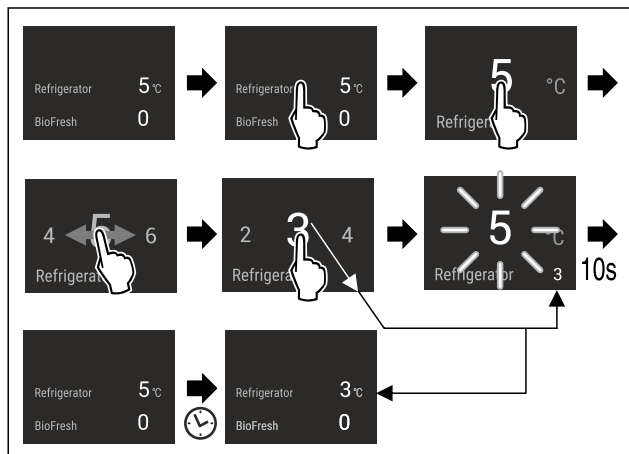 Refrigerator 5 °C
BioFresh 0
Refrigerator 5 °C
BioFresh 0
5 °C
Refriger
4 5 6
Refrigerat
2 3 4
Refrigera
5 °C
Refrigerator 3
10s
Refrigerator 5 °C
BioFresh 0
Refrigerator 3 °C
BioFresh 0